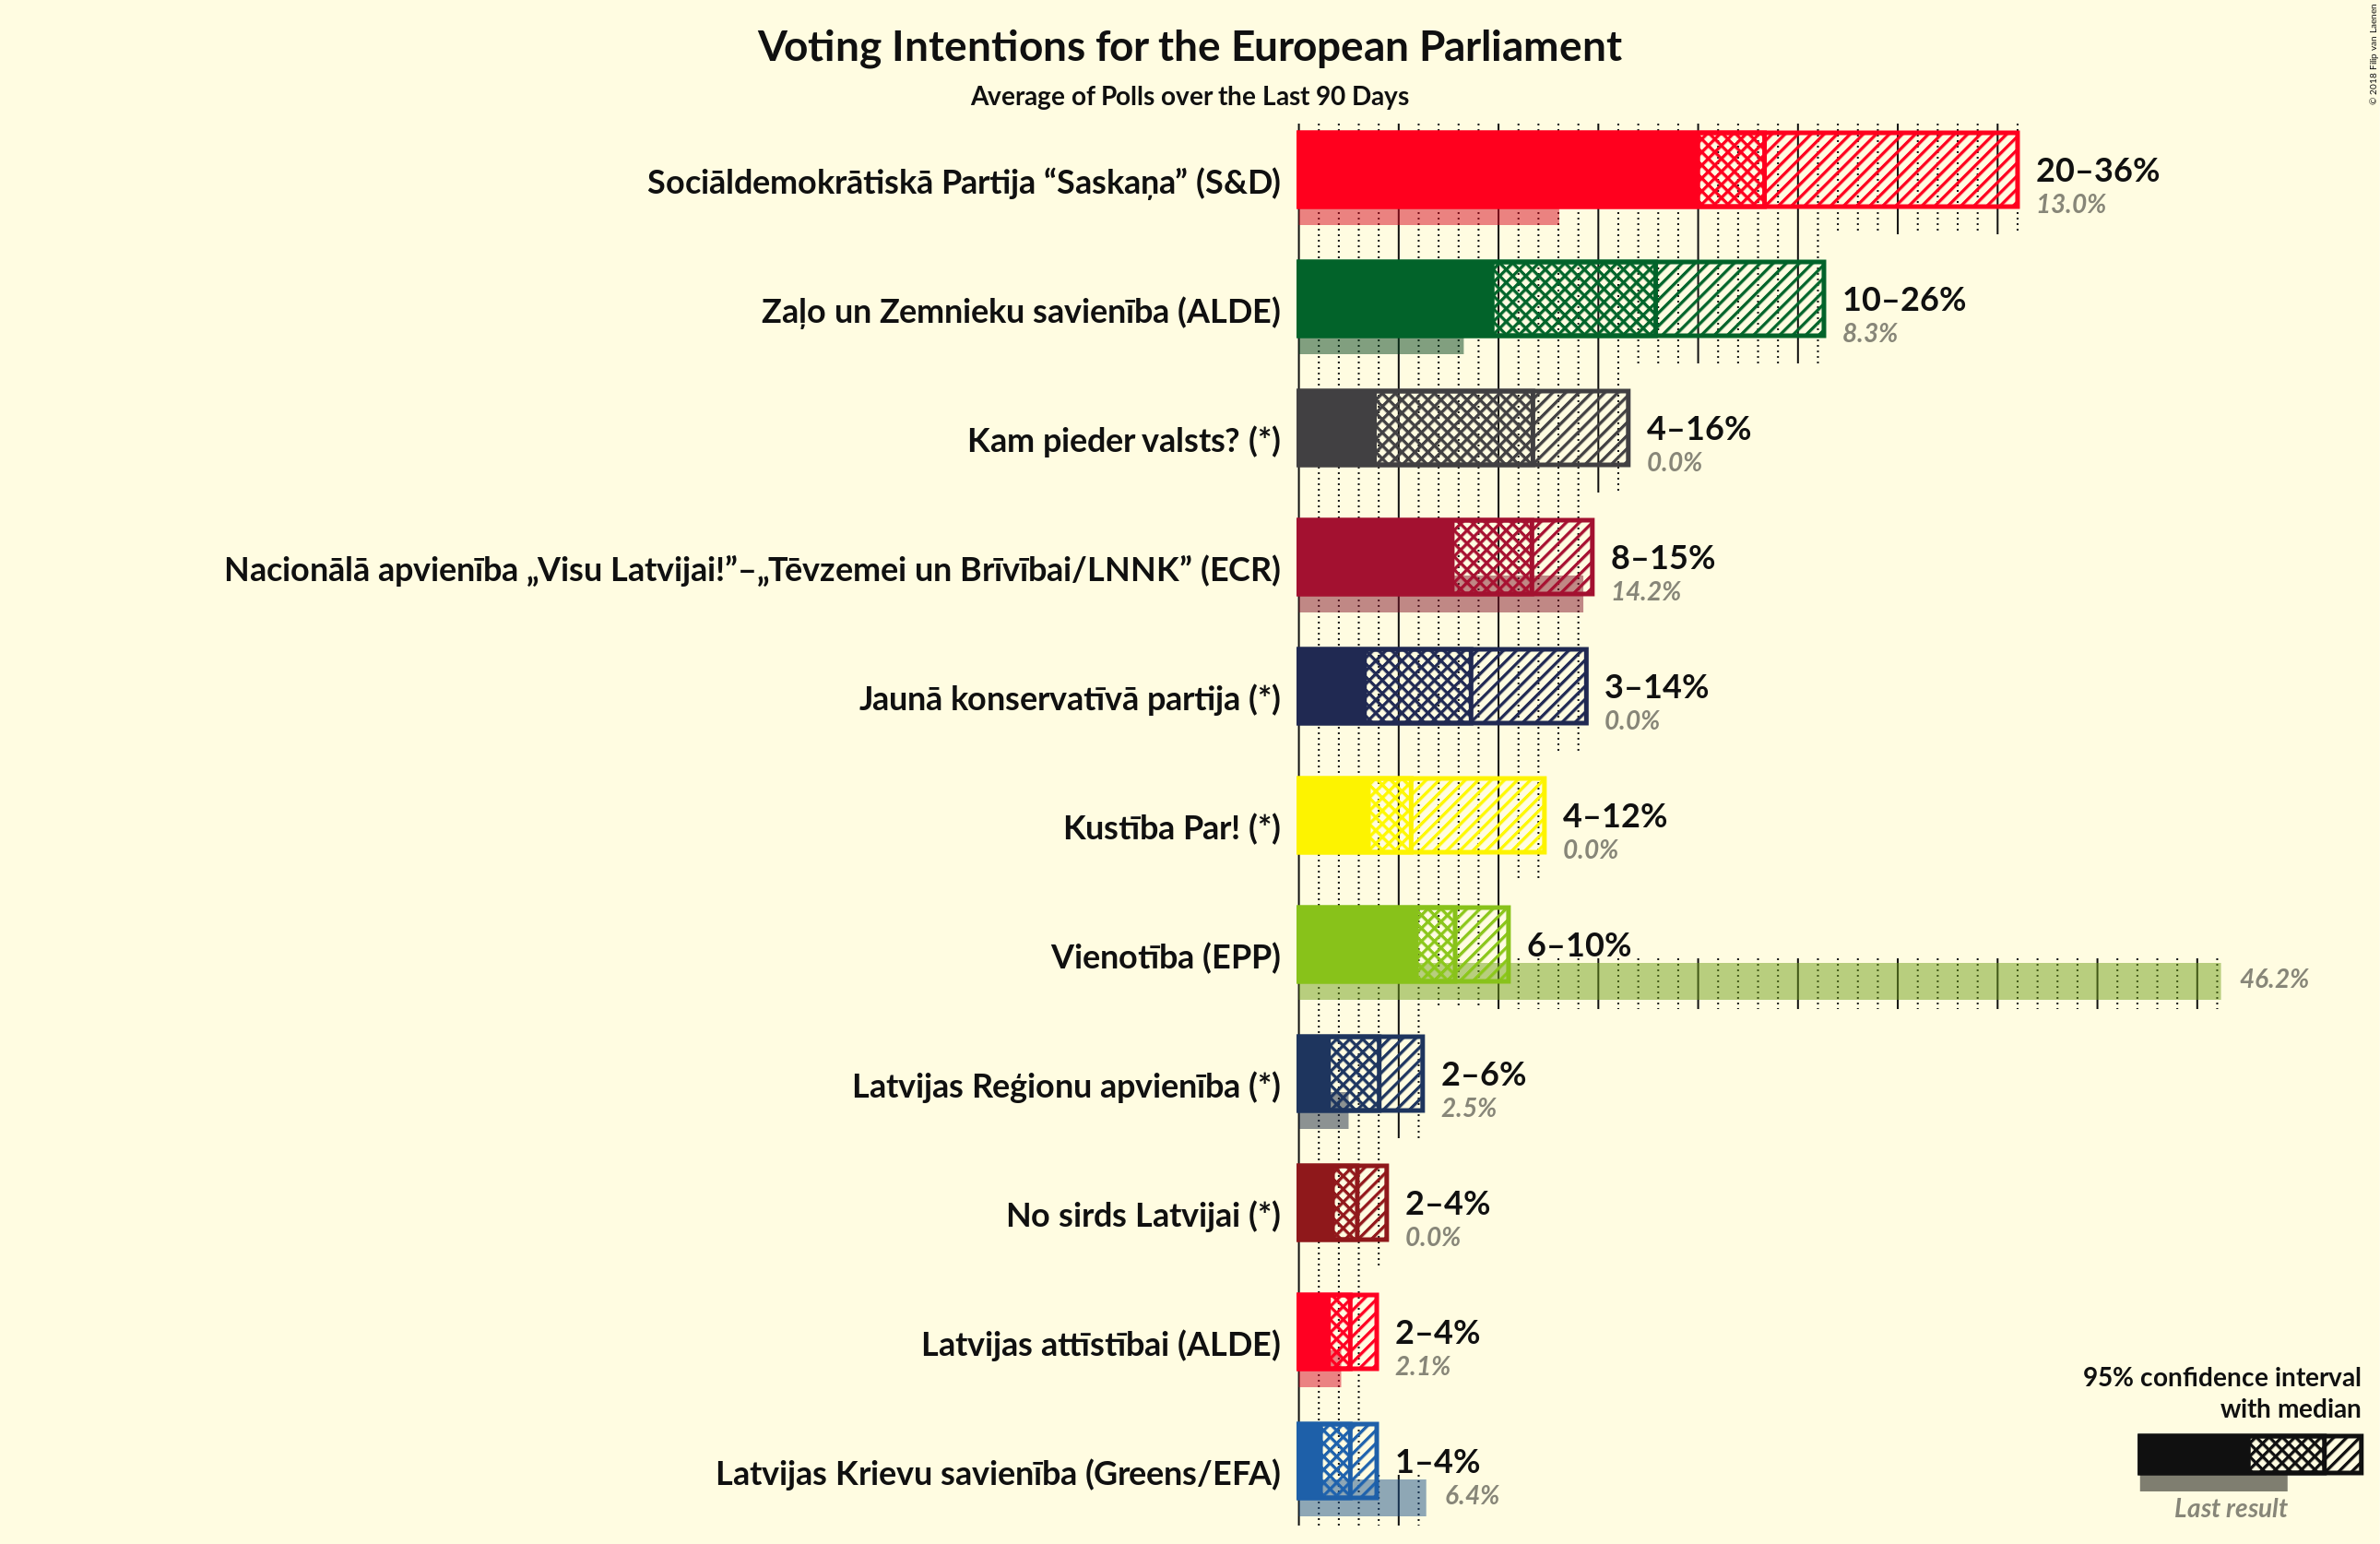 Voting Intentions for the European Parliament
Average of Polls over the Last 90 Days
© 2018 Filip van Laenen
Sociāldemokrātiskā Partija “Saskaņa” (S&D)
20–36%
13.0%
Zaļo un Zemnieku savienība (ALDE)
10–26%
8.3%
Kam pieder valsts? (*)
4–16%
0.0%
Nacionālā apvienība „Visu Latvijai!”–„Tēvzemei un Brīvībai/LNNK” (ECR)
8–15%
14.2%
Jaunā konservatīvā partija (*)
3–14%
0.0%
Kustība Par! (*)
4–12%
0.0%
Vienotība (EPP)
6–10%
46.2%
Latvijas Reģionu apvienība (*)
2–6%
2.5%
No sirds Latvijai (*)
2–4%
0.0%
Latvijas attīstībai (ALDE)
2–4%
2.1%
Latvijas Krievu savienība (Greens/EFA)
1–4%
6.4%
95% confidence interval
with median
Last result